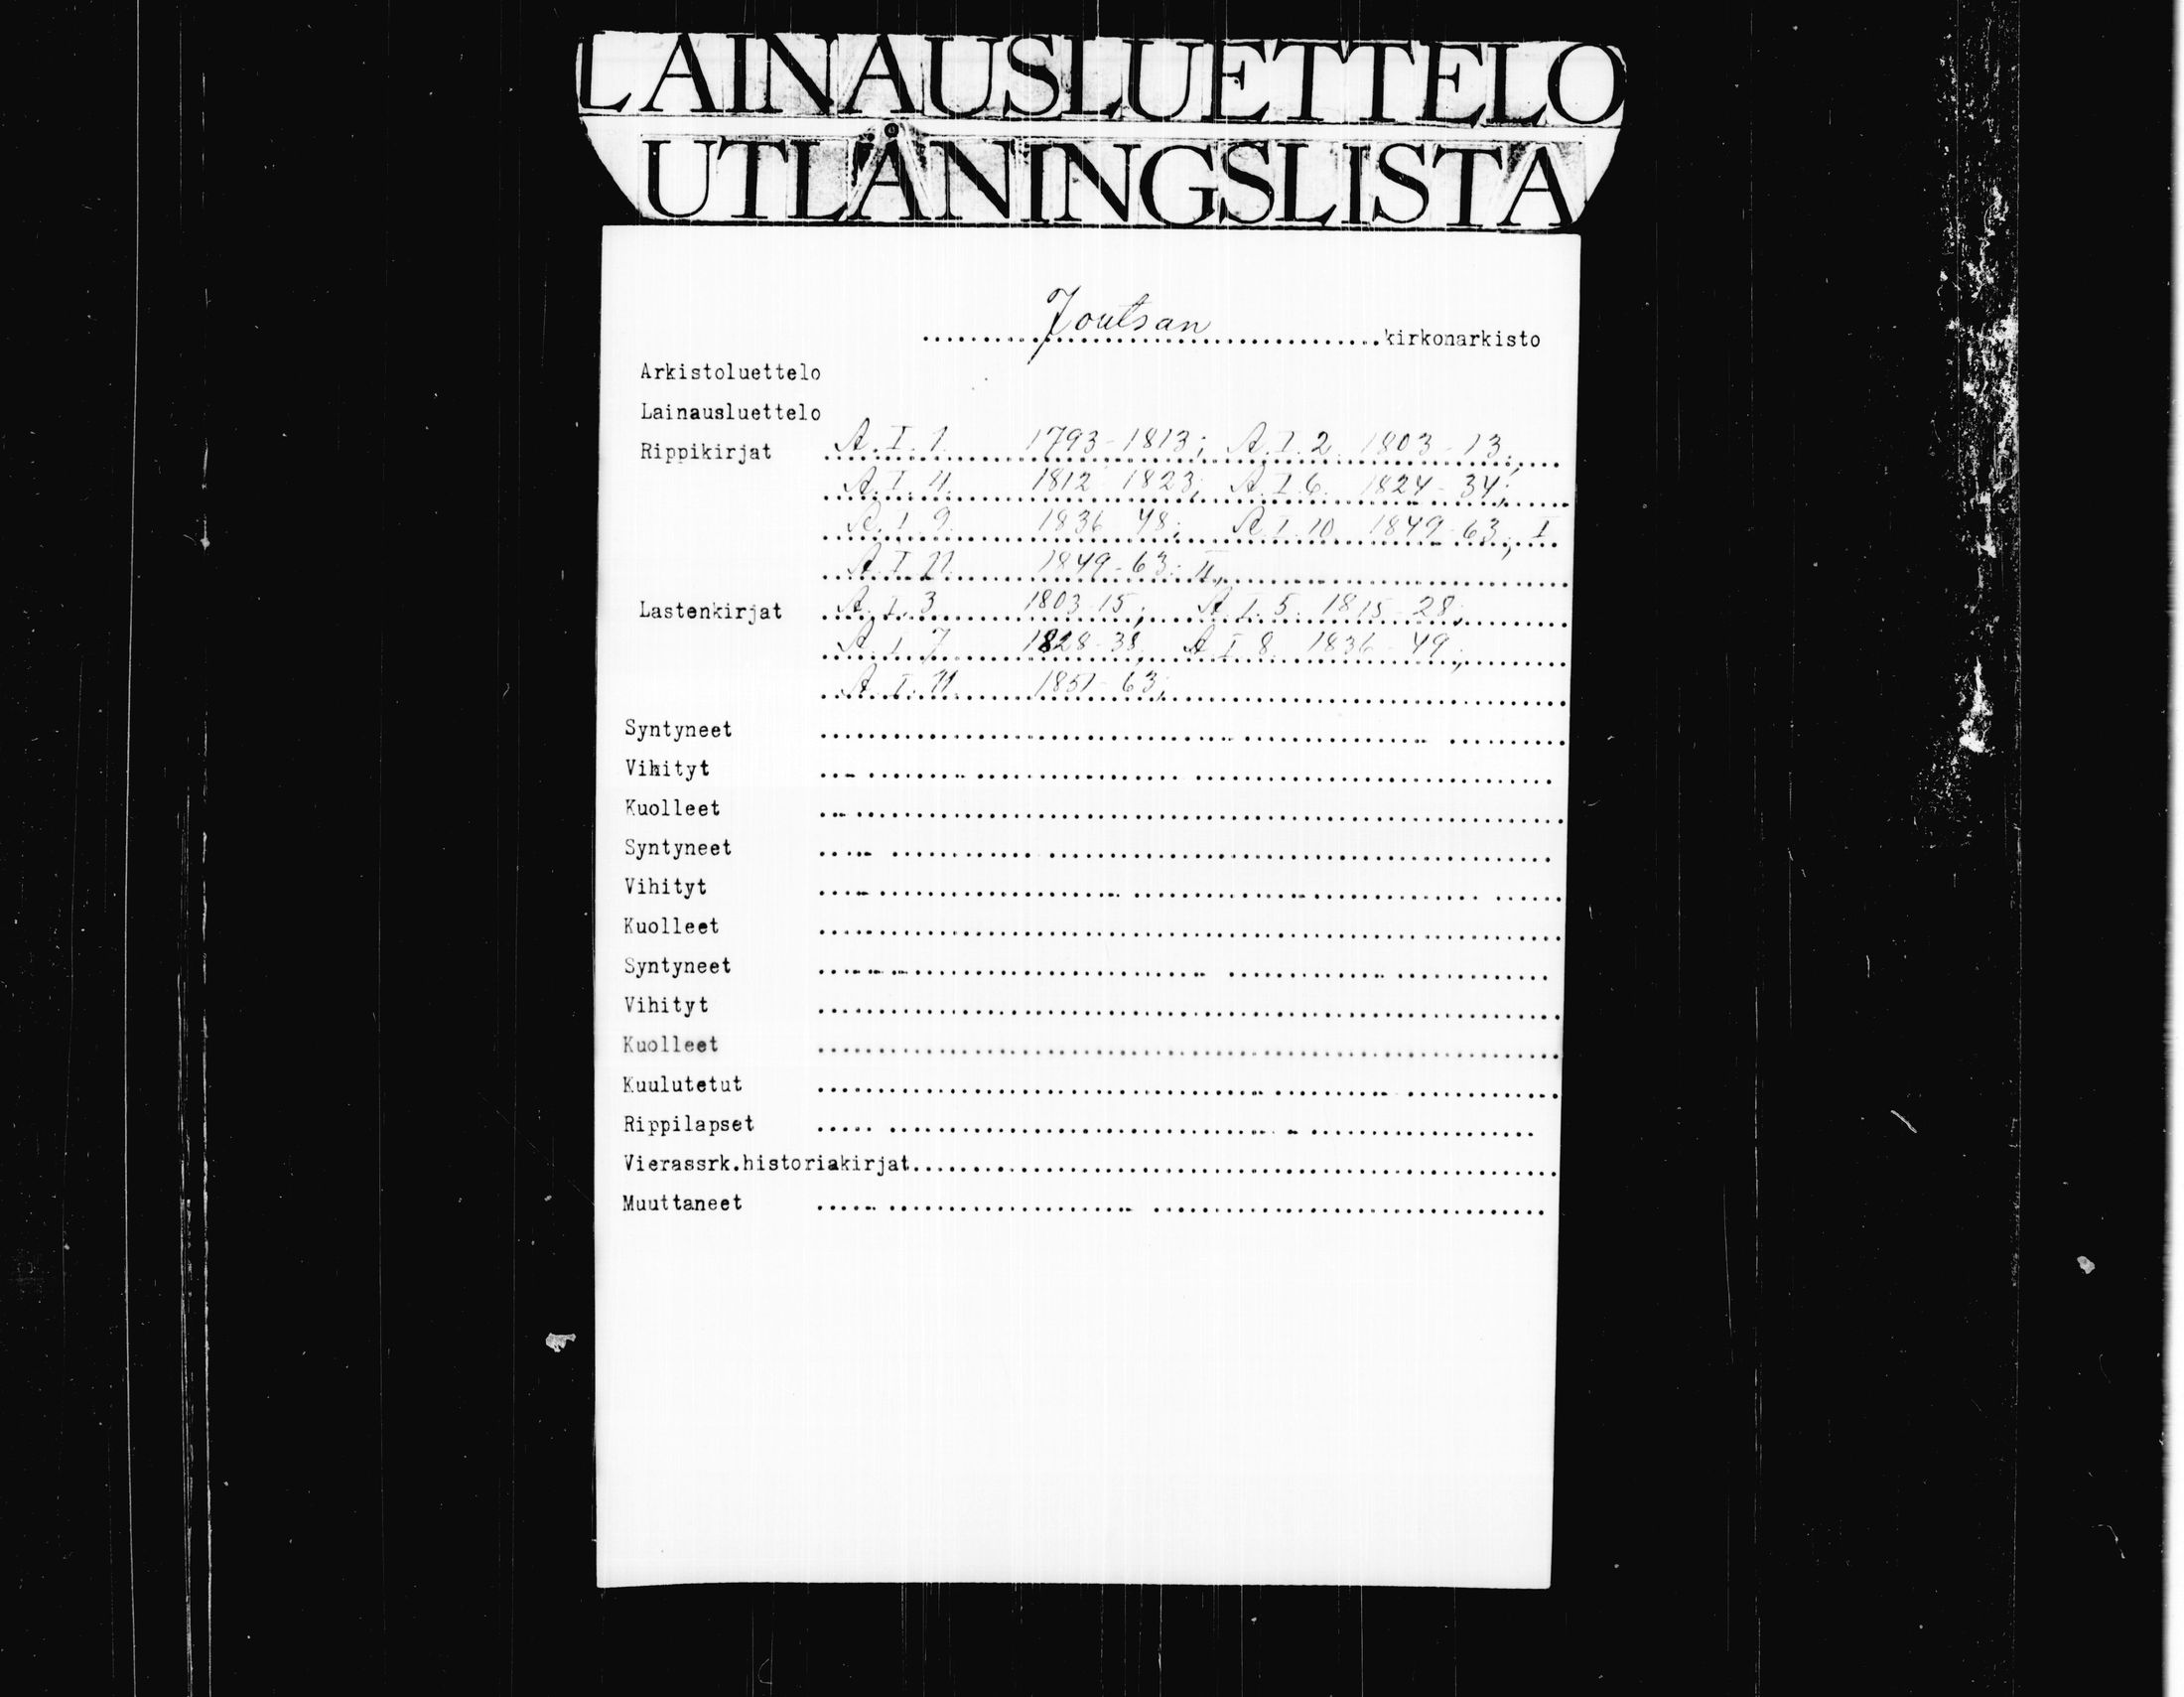 LAINAUSLUETTELO
UTLÅNINGSLISTA
Joutsan kirkonarkisto
Arkistoluettelo
Lainausluettelo
Rippikirjat A.I.1. 1793-1813; A.I.2. 1803-13;
A.I.4. 1812-1823; A.I.6. 1824-34;
A.I.9. 1836-48; A.I.10 1849-63; I
A.I.11. 1849-63: II,
Lastenkirjat A.I.3 1803-15; A.I.5. 1815-28,
A.I.7 1828-38, A.I.8. 1836-49;
A.I.11. 1851-63;
Syntyneet
Vihityt
Kuolleet
Syntyneet
Vihityt
Kuolleet
Syntyneet
Vihityt
Kuolleet
Kuulutetut
Rippilapset
Vierassrk.historiakirjat
Muuttaneet